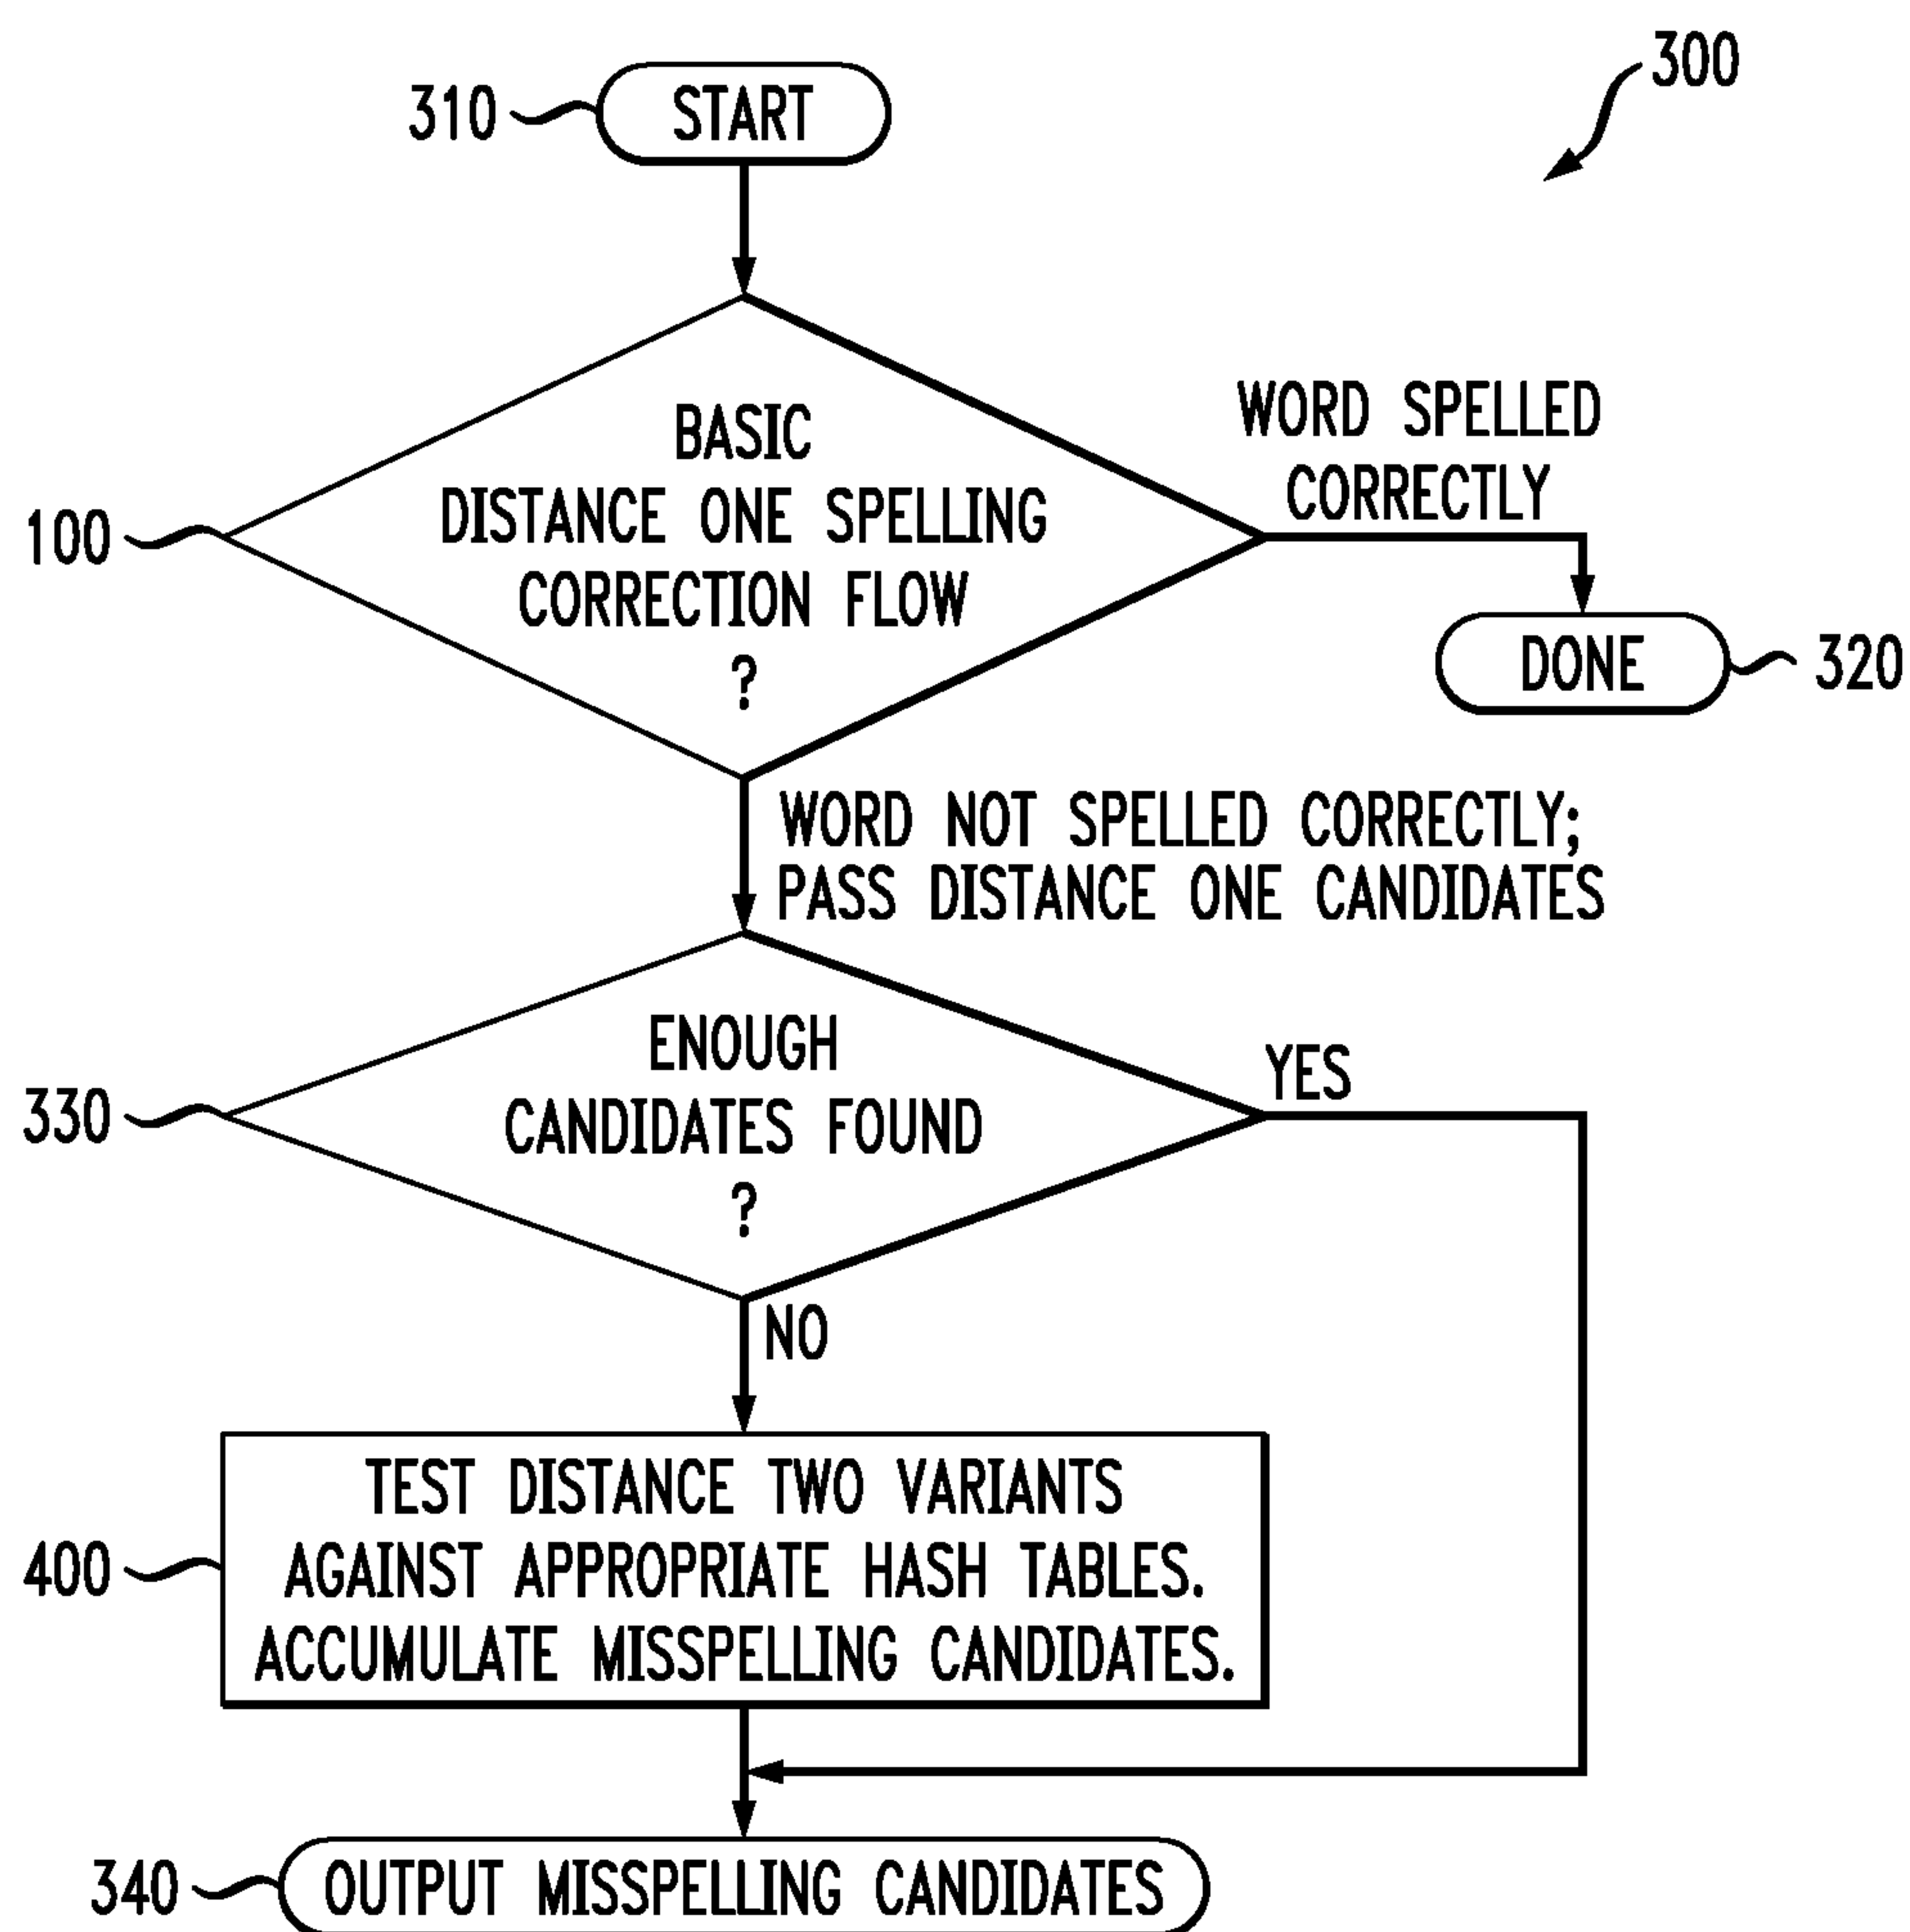 300
310
START
BASIC
DISTANCE ONE SPELLING
CORRECTION FLOW
?
100
WORD SPELLED
CORRECTLY
DONE
320
WORD NOT SPELLED CORRECTLY;
PASS DISTANCE ONE CANDIDATES
ENOUGH
CANDIDATES FOUND
?
330
YES
NO
TEST DISTANCE TWO VARIANTS
AGAINST APPROPRIATE HASH TABLES.
ACCUMULATE MISSPELLING CANDIDATES.
400
340
OUTPUT MISSPELLING CANDIDATES